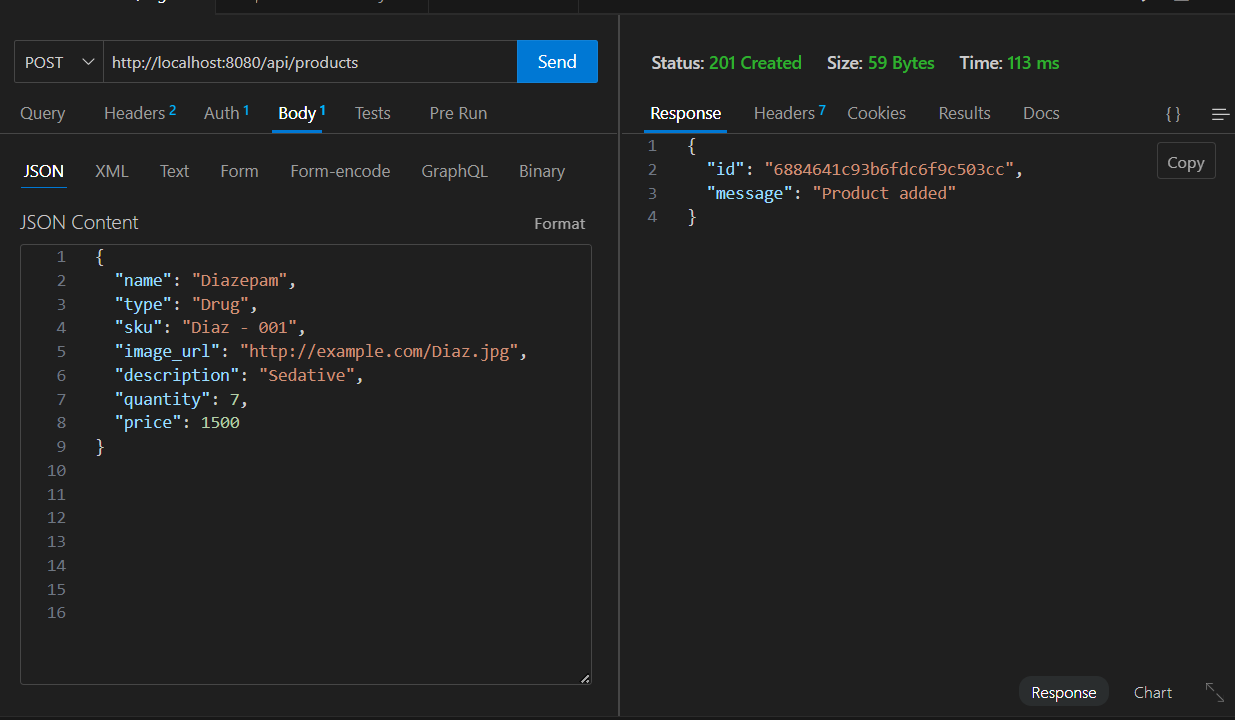 POST http://localhost:8080/api/products Send
Query Headers 2 Auth 1 Body 1 Tests Pre Run
JSON XML Text Form Form-encode GraphQL Binary
JSON Content Format
1 {
2 "name": "Diazepam",
3 "type": "Drug",
4 "sku": "Diaz - 001",
5 "image_url": "http://example.com/Diaz.jpg",
6 "description": "Sedative",
7 "quantity": 7,
8 "price": 1500
9 }
10
11
12
13
14
15
16
Status: 201 Created Size: 59 Bytes Time: 113 ms
Response Headers 7 Cookies Results Docs { }
1 {
2 "id": "6884641c93b6fdc6f9c503cc",
3 "message": "Product added"
4 }
Copy
Response Chart